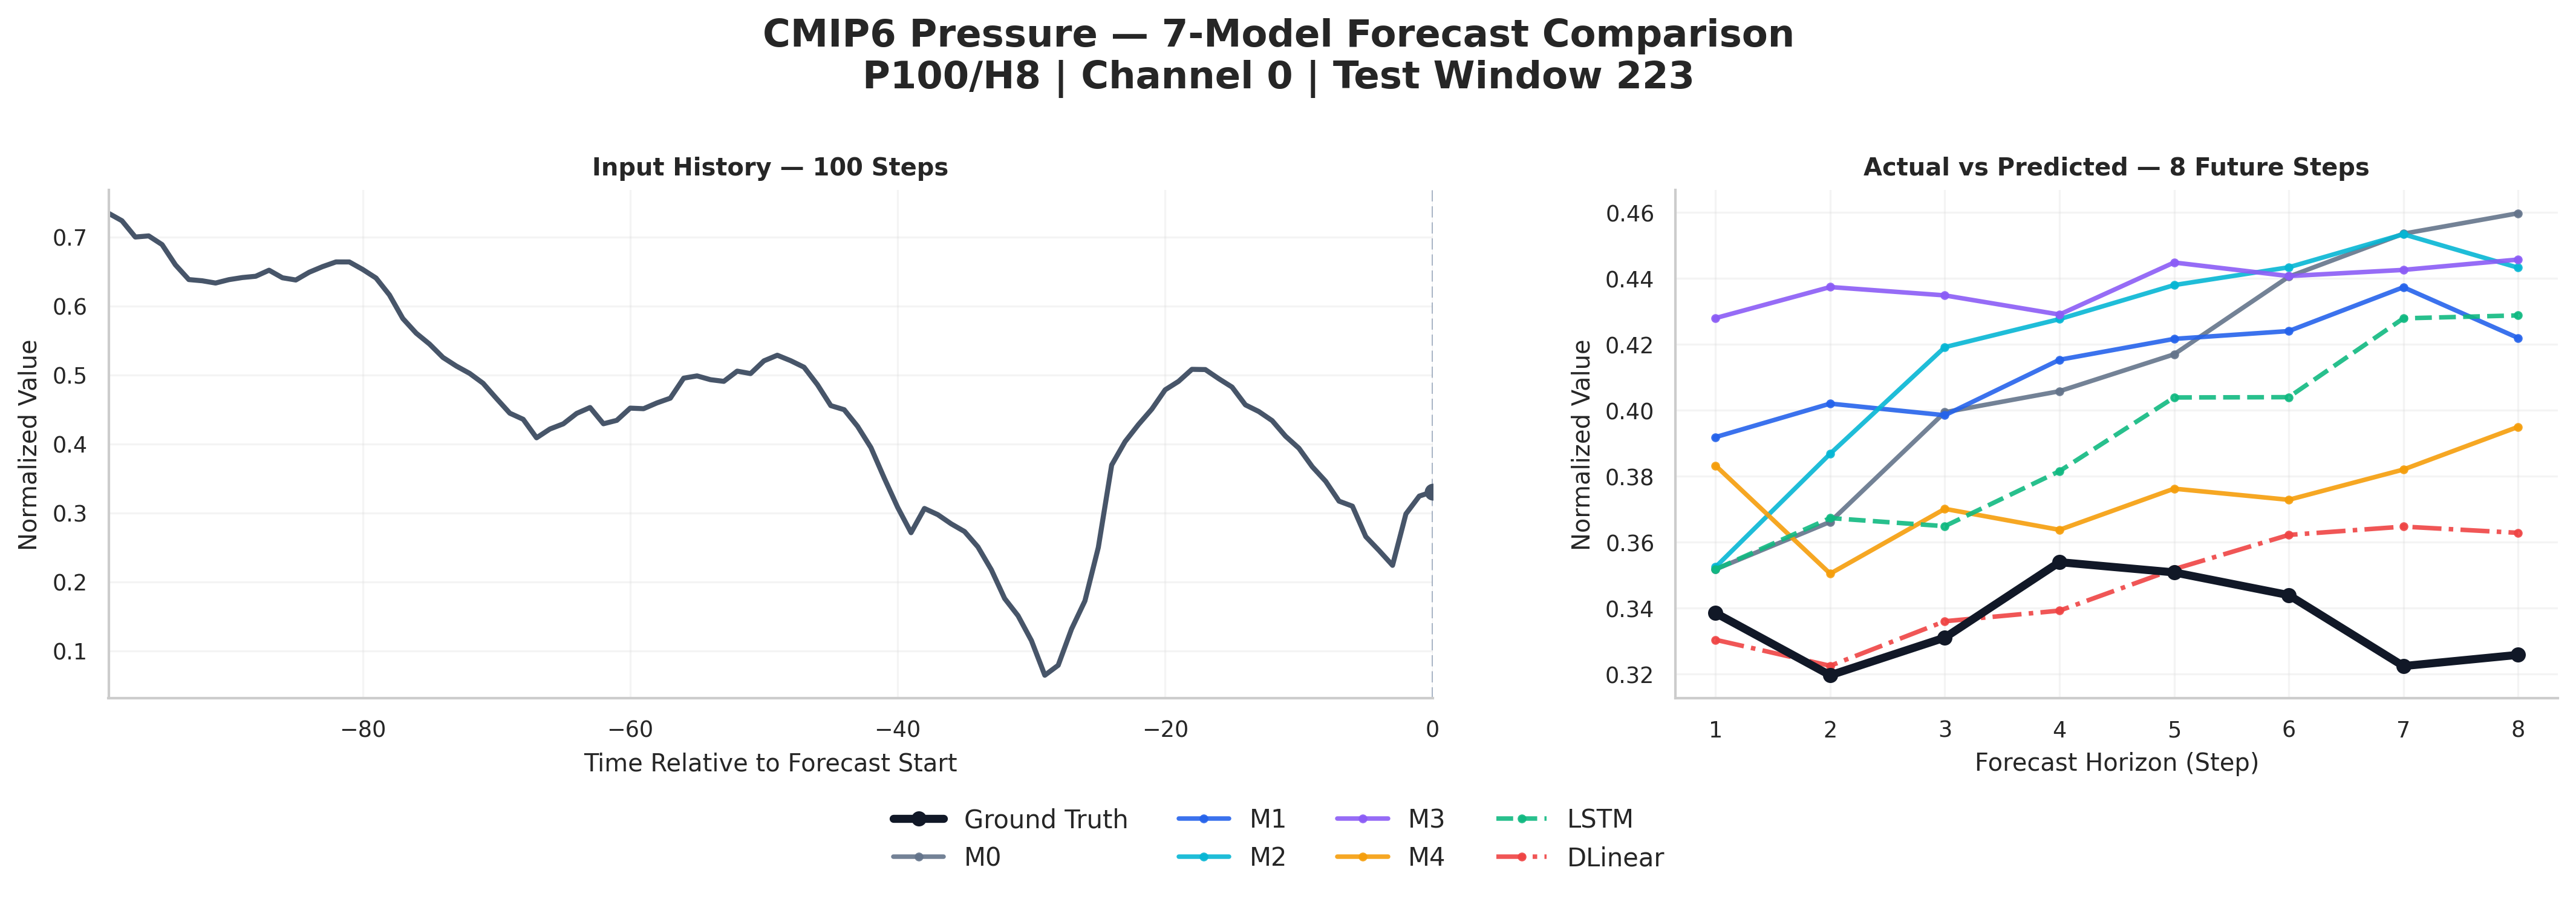 CMIP6 Pressure — 7-Model Forecast Comparison
P100/H8 | Channel 0 | Test Window 223
Input History — 100 Steps
Normalized Value
0.7
0.6
0.5
0.4
0.3
0.2
0.1
−80
−60
−40
−20
0
Time Relative to Forecast Start
Actual vs Predicted — 8 Future Steps
Normalized Value
0.46
0.44
0.42
0.40
0.38
0.36
0.34
0.32
1
2
3
4
5
6
7
8
Forecast Horizon (Step)
Ground Truth
M0
M1
M2
M3
M4
LSTM
DLinear